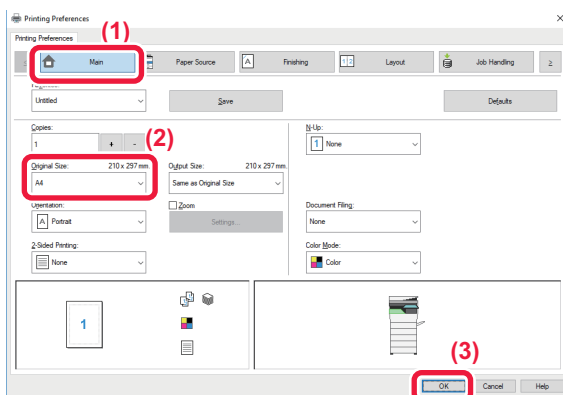 Printing Preferences
(1)
Printing Preferences
Main
Paper Source
Finishing
Layout
Job Handling
Untitled
Save
Defaults
Copies:
N-Up:
1
+
-
(2)
1
None
Original Size:
210 x 297 mm.
Output Size:
210 x 297 mm.
A4
Same as Original Size
Orientation:
Zoom
Document Filing:
A
Portrait
Settings...
None
2-Sided Printing:
Color Mode:
None
Color
1
(3)
OK
Cancel
Help